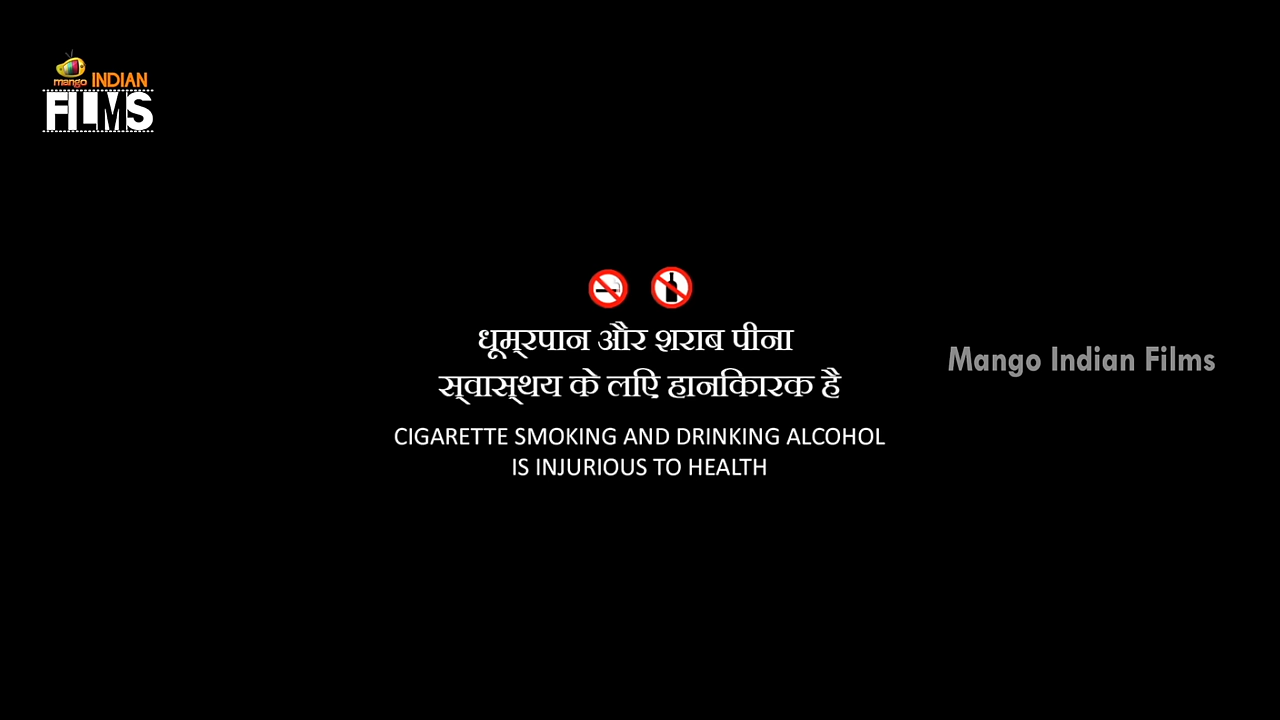 mango INDIAN
FILMS
धूम्रपान और शराब पीना
स्वास्थय के लिए हानिकारक है
Mango Indian Films
CIGARETTE SMOKING AND DRINKING ALCOHOL
IS INJURIOUS TO HEALTH